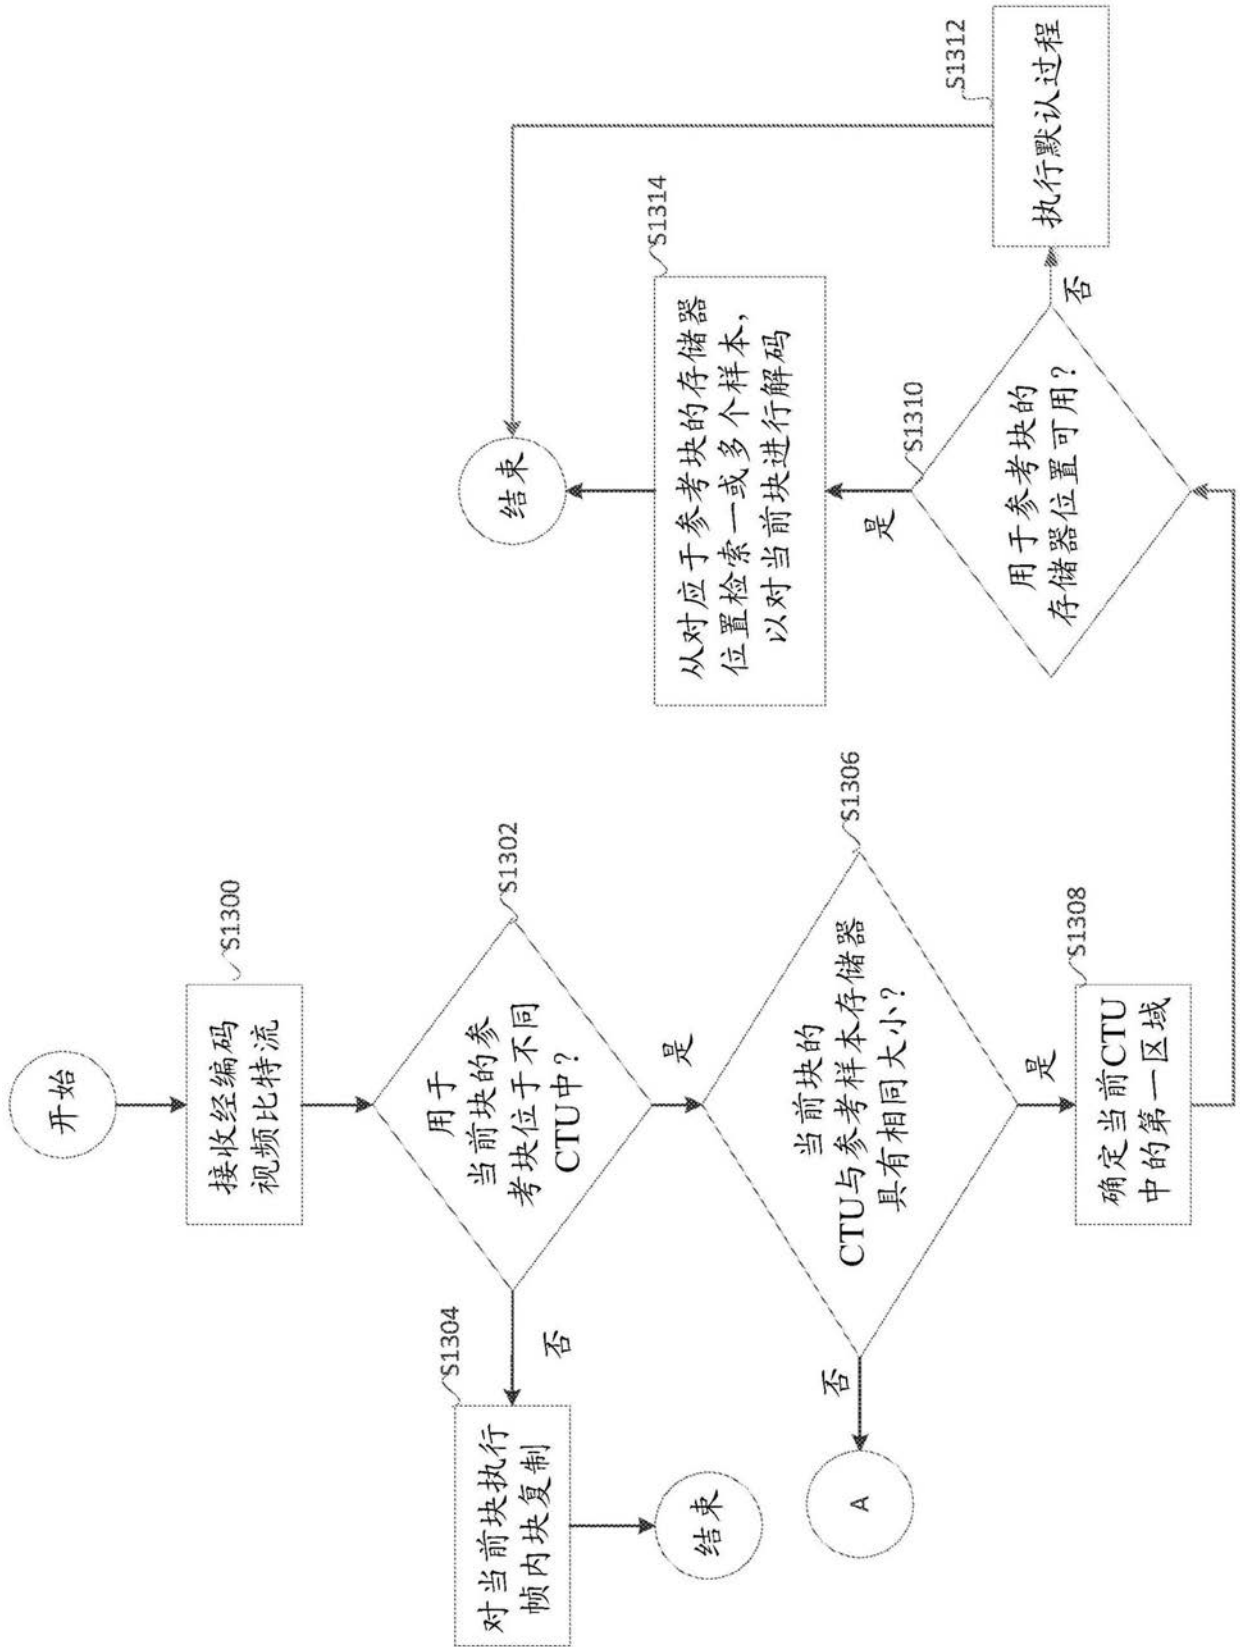 开始
S1300
接收经编码
视频比特流
S1302
用于
当前块的参
考块位于不同
CTU中？
否
是
S1304
对当前块执行
帧内块复制
结束
S1306
当前块的
CTU与参考样本存储器
具有相同大小？
否
A
是
S1308
确定当前CTU
中的第一区域
S1310
用于参考块的
存储器位置可用？
否
是
S1312
执行默认过程
S1314
从对应于参考块的存储器
位置检索一或多个样本，
以对当前块进行解码
结束